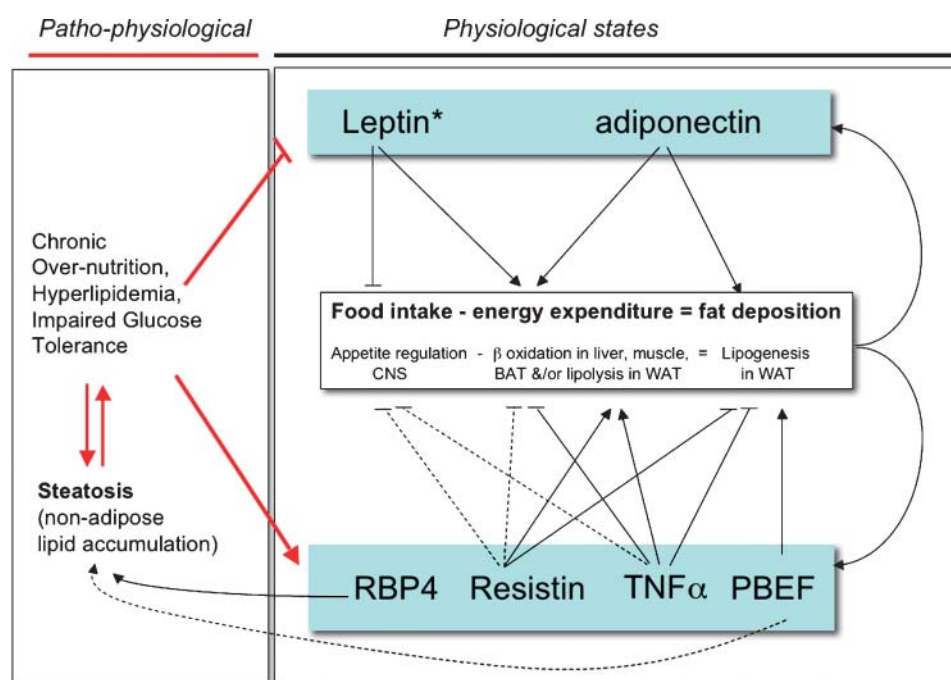 Patho-physiological
Physiological states
Leptin* adiponectin
Chronic
Over-nutrition,
Hyperlipidemia,
Impaired Glucose
Tolerance
Food intake - energy expenditure = fat deposition
Appetite regulation - β oxidation in liver, muscle, = Lipogenesis
CNS BAT &/or lipolysis in WAT in WAT
Steatosis
(non-adipose
lipid accumulation)
RBP4 Resistin TNFα PBEF